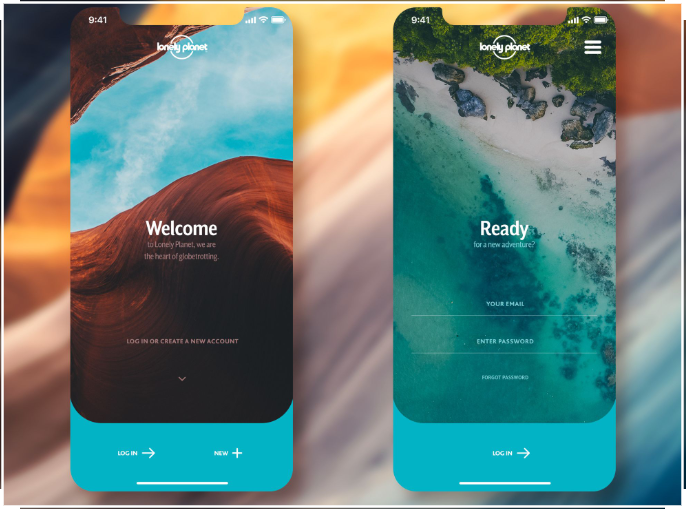 9:41
lonely planet
Welcome
to Lonely Planet, we are
the heart of globetrotting.
LOG IN OR CREATE A NEW ACCOUNT
LOG IN
NEW
9:41
lonely planet
Ready
for a new adventure?
YOUR EMAIL
ENTER PASSWORD
FORGOT PASSWORD
LOG IN